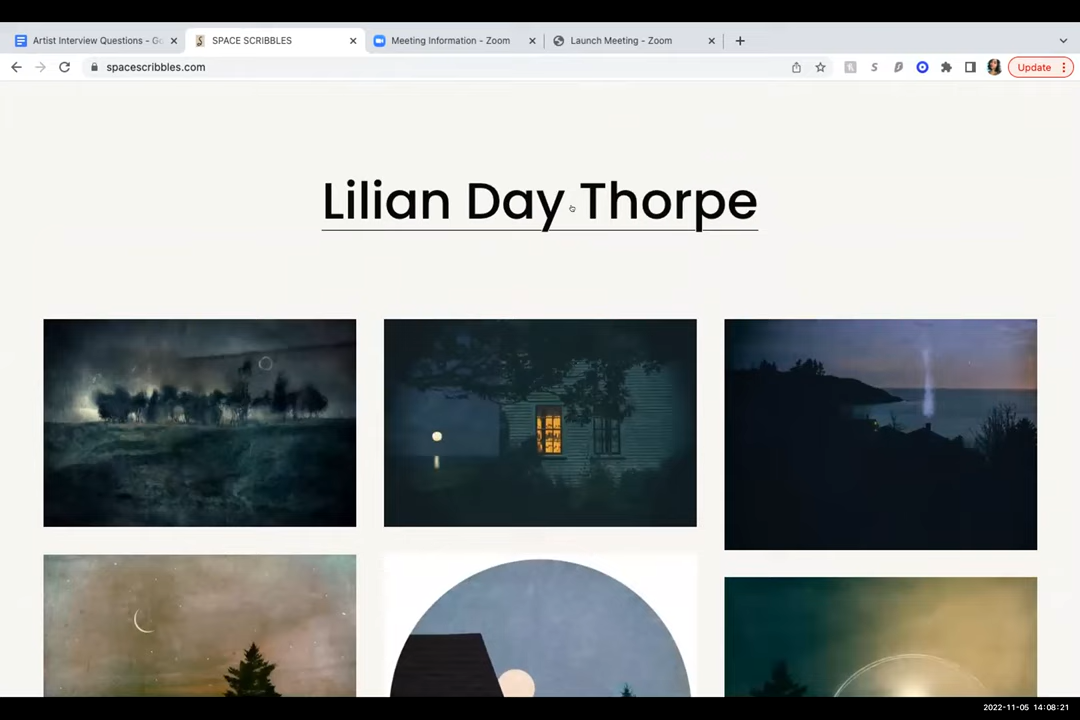 Artist Interview Questions - Go
SPACE SCRIBBLES
Meeting Information - Zoom
Launch Meeting - Zoom
spacescribbles.com
Update
Lilian Day Thorpe
2022-11-05 14:08:21